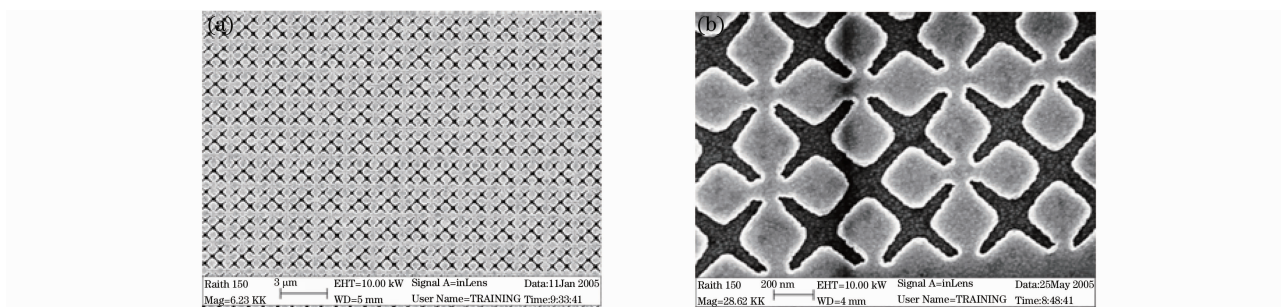 (a)
Raith 150 3 μm EHT=10.00 kW Signal A=inLens Data:11Jan 2005
Mag=6.23 KK WD=5 mm User Name=TRAINING Time:9:33:41
(b)
Raith 150 200 nm EHT=10.00 kW Signal A=inLens Data:25May 2005
Mag=28.62 KK WD=4 mm User Name=TRAINING Time:8:48:41